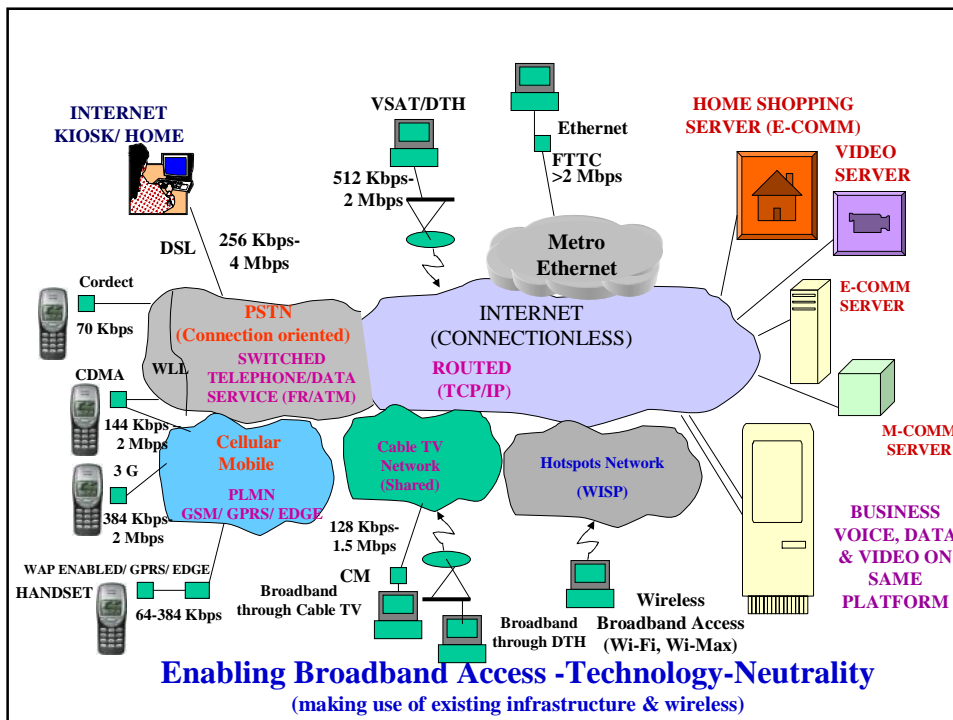 INTERNET
KIOSK/ HOME
VSAT/DTH
Ethernet
FTTC
>2 Mbps
HOME SHOPPING
SERVER (E-COMM)
VIDEO
SERVER
512 Kbps-
2 Mbps
DSL
256 Kbps-
4 Mbps
Metro
Ethernet
Cordect
70 Kbps
PSTN
(Connection oriented)
SWITCHED
TELEPHONE/DATA
SERVICE (FR/ATM)
WLL
INTERNET
(CONNECTIONLESS)
ROUTED
(TCP/IP)
E-COMM
SERVER
CDMA
144 Kbps –
2 Mbps
M-COMM
SERVER
3 G
384 Kbps-
2 Mbps
Cellular
Mobile
PLMN
GSM/ GPRS/ EDGE
Cable TV
Network
(Shared)
Hotspots Network
(WISP)
128 Kbps-
1.5 Mbps
WAP ENABLED/ GPRS/ EDGE
HANDSET
64-384 Kbps
CM
Broadband
through Cable TV
Broadband
through DTH
Wireless
Broadband Access
(Wi-Fi, Wi-Max)
BUSINESS
VOICE, DATA
& VIDEO ON
SAME
PLATFORM
Enabling Broadband Access -Technology-Neutrality
(making use of existing infrastructure & wireless)